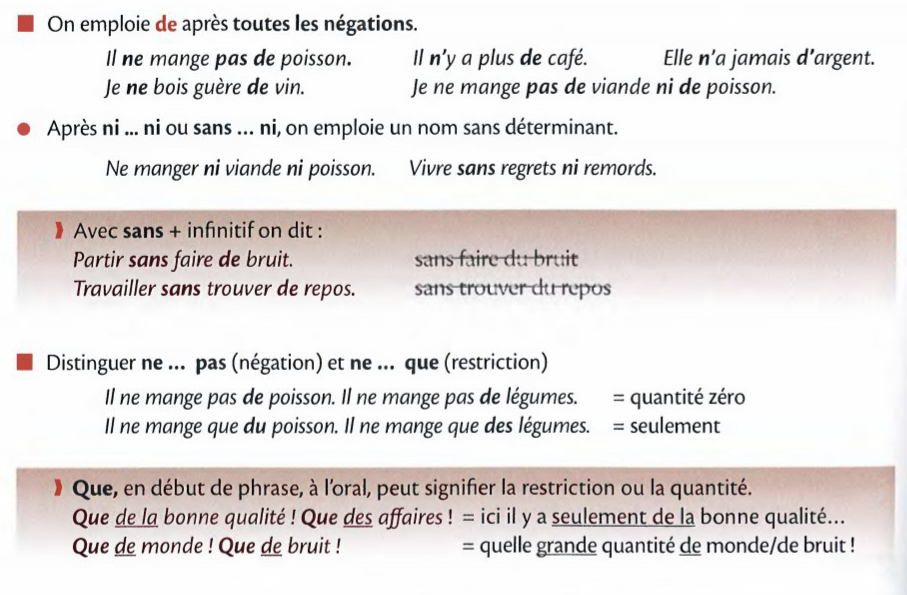 On emploie de après toutes les négations.
Il ne mange pas de poisson. Il n'y a plus de café. Elle n'a jamais d'argent.
Je ne bois guère de vin. Je ne mange pas de viande ni de poisson.
Après ni ... ni ou sans ... ni, on emploie un nom sans déterminant.
Ne manger ni viande ni poisson. Vivre sans regrets ni remords.
Avec sans + infinitif on dit :
Partir sans faire de bruit. sans faire du bruit
Travailler sans trouver de repos. sans trouver du repos
Distinguer ne ... pas (négation) et ne ... que (restriction)
Il ne mange pas de poisson. Il ne mange pas de légumes. = quantité zéro
Il ne mange que du poisson. Il ne mange que des légumes. = seulement
Que, en début de phrase, à l'oral, peut signifier la restriction ou la quantité.
Que de la bonne qualité ! Que des affaires ! = ici il y a seulement de la bonne qualité...
Que de monde ! Que de bruit ! = quelle grande quantité de monde/de bruit !